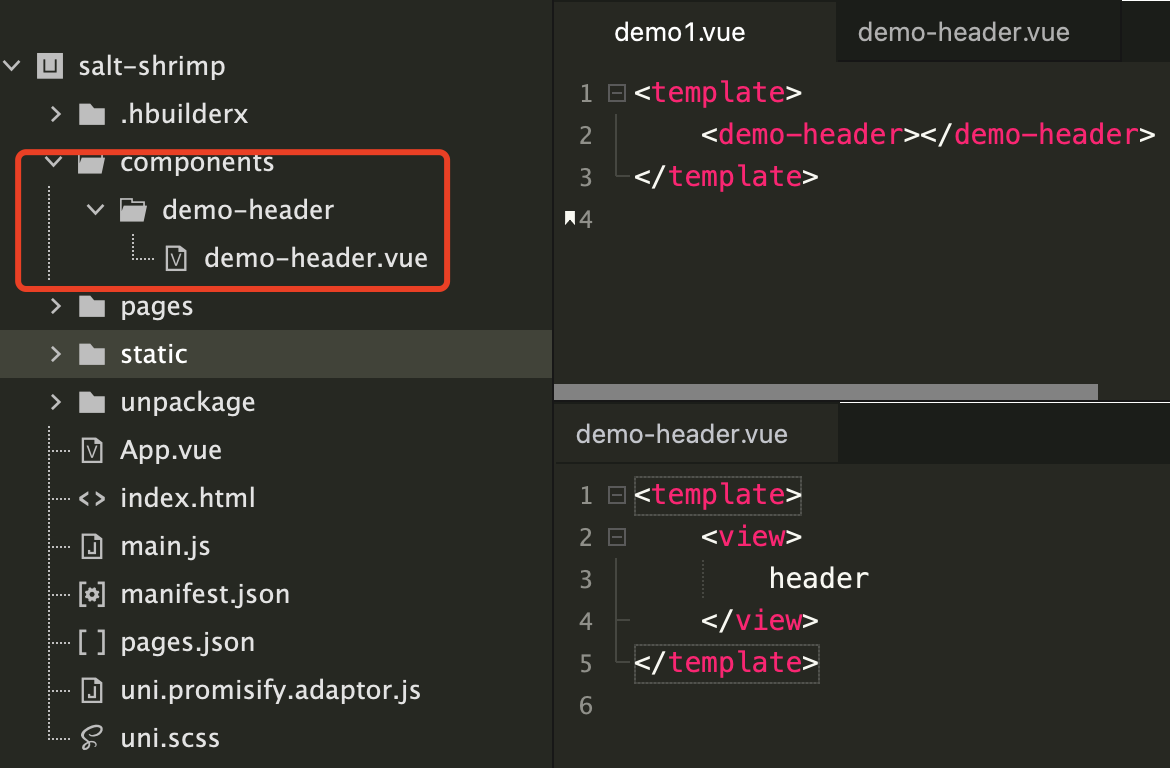 salt-shrimp
.hbuilderx
components
demo-header
demo-header.vue
pages
static
unpackage
App.vue
index.html
main.js
manifest.json
pages.json
uni.promisify.adaptor.js
uni.scss
demo1.vue
demo-header.vue
1 <template>
2 <demo-header></demo-header>
3 </template>
4
demo-header.vue
1 <template>
2 <view>
3 header
4 </view>
5 </template>
6